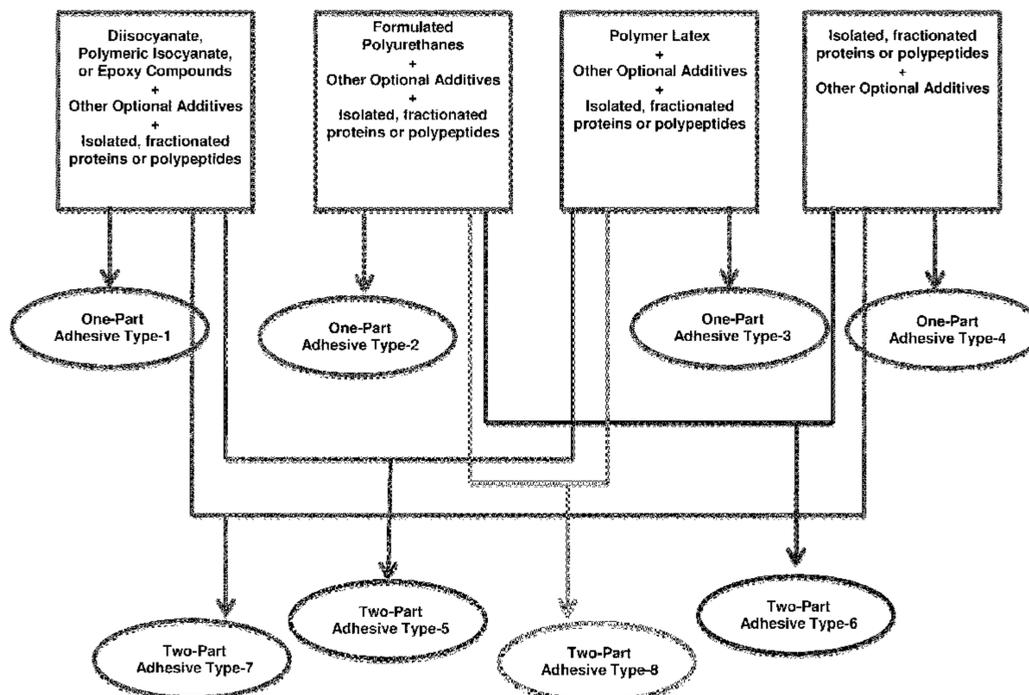 Diisocyanate,
Polymeric Isocyanate,
or Epoxy Compounds
+
Other Optional Additives
+
Isolated, fractionated
proteins or polypeptides
Formulated
Polyurethanes
+
Other Optional Additives
+
Isolated, fractionated
proteins or polypeptides
Polymer Latex
+
Other Optional Additives
+
Isolated, fractionated
proteins or polypeptides
Isolated, fractionated
proteins or polypeptides
+
Other Optional Additives
One-Part
Adhesive Type-1
One-Part
Adhesive Type-2
One-Part
Adhesive Type-3
One-Part
Adhesive Type-4
Two-Part
Adhesive Type-7
Two-Part
Adhesive Type-5
Two-Part
Adhesive Type-8
Two-Part
Adhesive Type-6